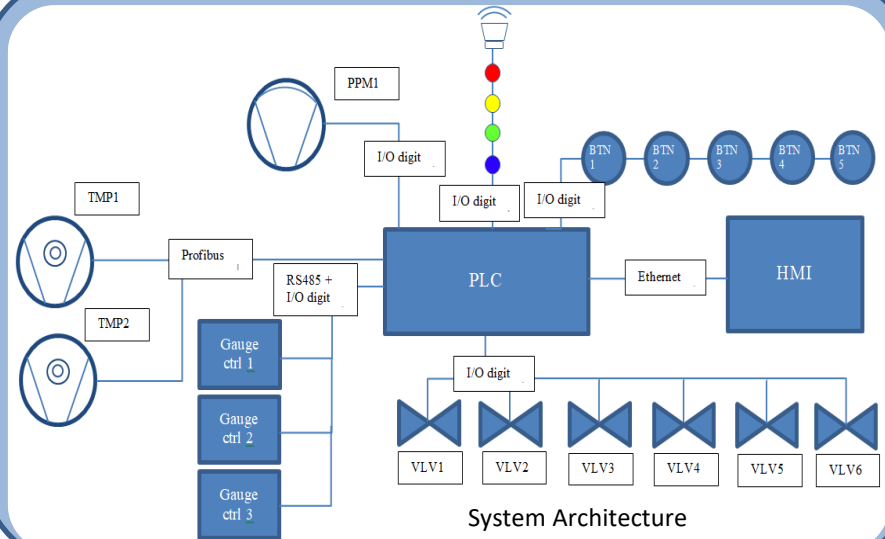 PPM1
I/O digit
I/O digit
I/O digit
BTN
1
BTN
2
BTN
3
BTN
4
BTN
5
TMP1
Profibus
RS485 +
I/O digit
PLC
Ethernet
HMI
TMP2
Gauge
ctrl 1
Gauge
ctrl 2
Gauge
ctrl 3
I/O digit
VLV1
VLV2
VLV3
VLV4
VLV5
VLV6
System Architecture